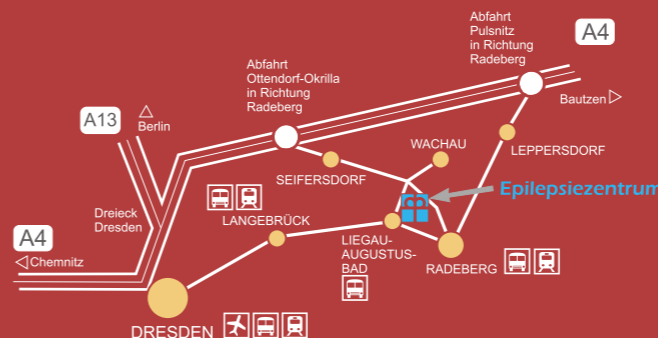 Abfahrt
Pulsnitz
in Richtung
Radeberg
A4
Abfahrt
Ottendorf-Okrilla
in Richtung
Radeberg
Bautzen
A13
Berlin
WACHAU
LEPPERSDORF
SEIFERSDORF
Epilepsiezentrum
Dreieck
Dresden
LANGEBRÜCK
A4
Chemnitz
LIEGAU-
AUGUSTUS-
BAD
RADEBERG
DRESDEN